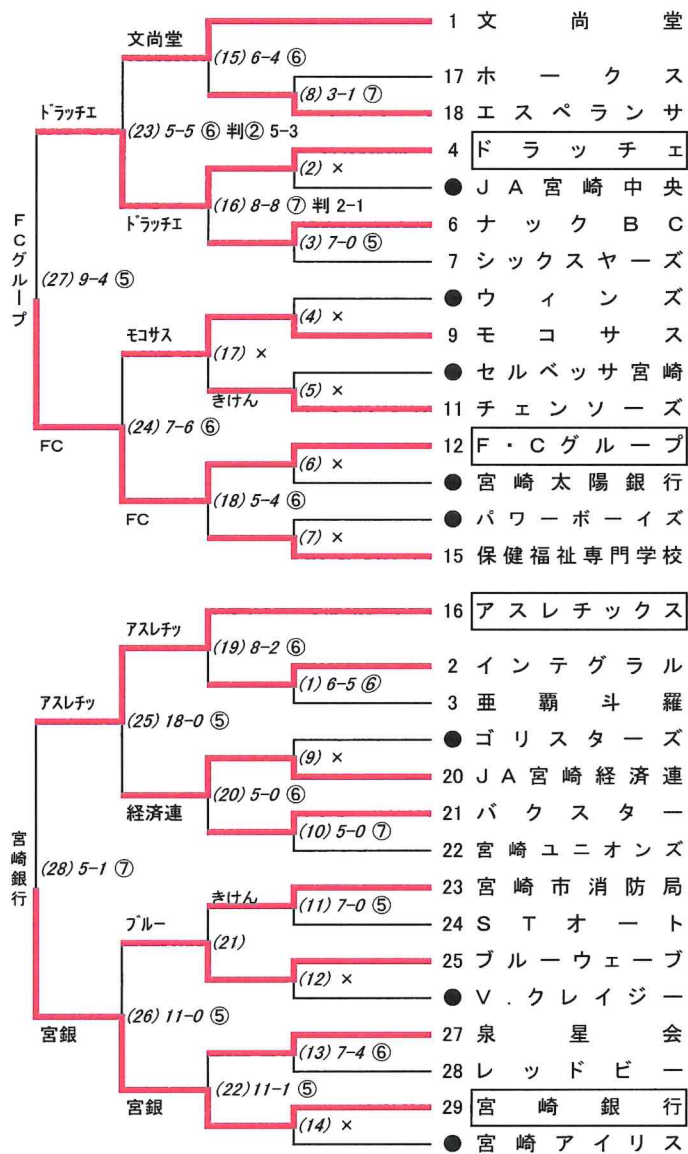 1 文尚堂
文尚堂
(15) 6-4 ⑥
17 ホークス
(8) 3-1 ⑦
18 エスペランサ
ドラッチエ
(23) 5-5 ⑥ 判② 5-3
4 ドラッチェ
(2) ×
● JA宮崎中央
(16) 8-8 ⑦ 判 2-1
ドラッチエ
6 ナックBC
(3) 7-0 ⑤
7 シックスヤーズ
FCグループ
(27) 9-4 ⑤
● ウィンズ
(4) ×
モコサス
9 モコサス
(17) ×
● セルベッサ宮崎
きけん
(5) ×
11 チェンソーズ
(24) 7-6 ⑥
FC
12 F・Cグループ
(6) ×
● 宮崎太陽銀行
(18) 5-4 ⑥
FC
● パワーボーイズ
(7) ×
15 保健福祉専門学校
16 アスレチックス
アスレチッ
(19) 8-2 ⑥
2 インテグラル
(1) 6-5 ⑥
3 亜覇斗羅
アスレチッ
(25) 18-0 ⑤
● ゴリスターズ
(9) ×
20 JA宮崎経済連
(20) 5-0 ⑥
経済連
21 バクスター
(10) 5-0 ⑦
22 宮崎ユニオンズ
宮崎銀行
(28) 5-1 ⑦
きけん
23 宮崎市消防局
(11) 7-0 ⑤
24 STオート
ブルー
(21)
25 ブルーウェーブ
(12) ×
● V.クレイジー
(26) 11-0 ⑤
宮銀
27 泉星会
(13) 7-4 ⑥
28 レッドビー
(22) 11-1 ⑤
宮銀
29 宮崎銀行
(14) ×
● 宮崎アイリス